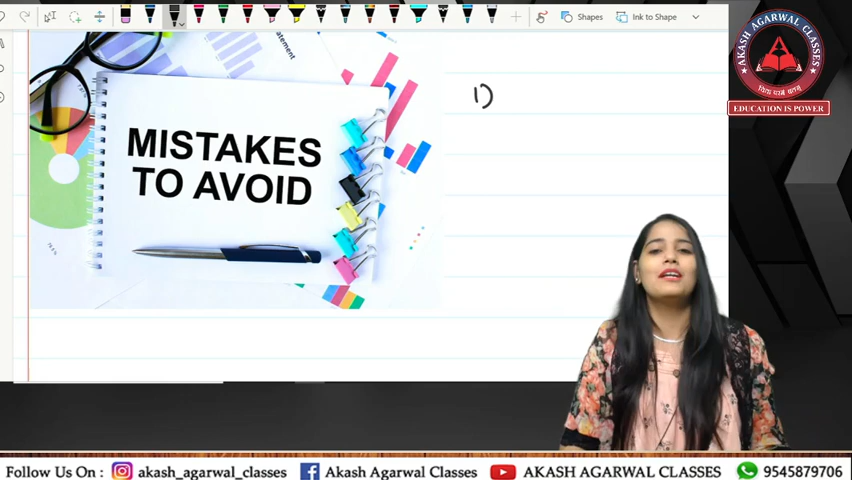 Shapes
Ink to Shape
MISTAKES
TO AVOID
1)
AKASH AGARWAL CLASSES
EDUCATION IS POWER
Follow Us On : akash_agarwal_classes Akash Agarwal Classes AKASH AGARWAL CLASSES 9545879706